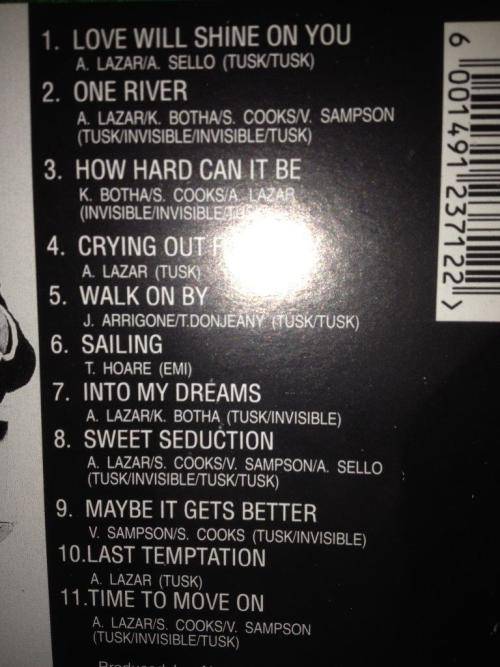 1. LOVE WILL SHINE ON YOU
A. LAZAR/A. SELLO (TUSK/TUSK)
2. ONE RIVER
A. LAZAR/K. BOTHA/S. COOKS/V. SAMPSON
(TUSK/INVISIBLE/INVISIBLE/TUSK)
3. HOW HARD CAN IT BE
K. BOTHA/S. COOKS/A. LAZAR
(INVISIBLE/INVISIBLE/TUSK)
4. CRYING OUT
A. LAZAR (TUSK)
5. WALK ON BY
J. ARRIGONE/T.DONJEANY (TUSK/TUSK)
6. SAILING
T. HOARE (EMI)
7. INTO MY DREAMS
A. LAZAR/K. BOTHA (TUSK/INVISIBLE)
8. SWEET SEDUCTION
A. LAZAR/S. COOKS/V. SAMPSON/A. SELLO
(TUSK/INVISIBLE/TUSK/TUSK)
9. MAYBE IT GETS BETTER
V. SAMPSON/S. COOKS (TUSK/INVISIBLE)
10.LAST TEMPTATION
A. LAZAR (TUSK)
11.TIME TO MOVE ON
A. LAZAR/S. COOKS/V. SAMPSON
(TUSK/INVISIBLE/TUSK)
6 001491 237122 >